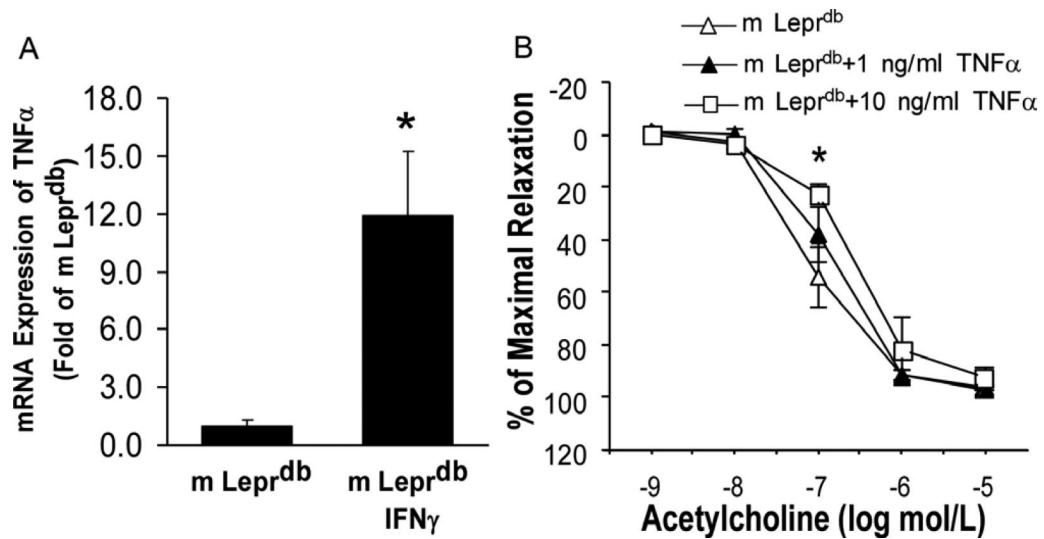 A
mRNA Expression of TNFα
(Fold of m Lepr^db)
18.0
15.0
12.0
9.0
6.0
3.0
0.0
*
m Lepr^db
m Lepr^db
IFNγ
B
m Lepr^db
m Lepr^db+1 ng/ml TNFα
m Lepr^db+10 ng/ml TNFα
% of Maximal Relaxation
-20
0
20
40
60
80
100
120
*
-9 -8 -7 -6 -5
Acetylcholine (log mol/L)